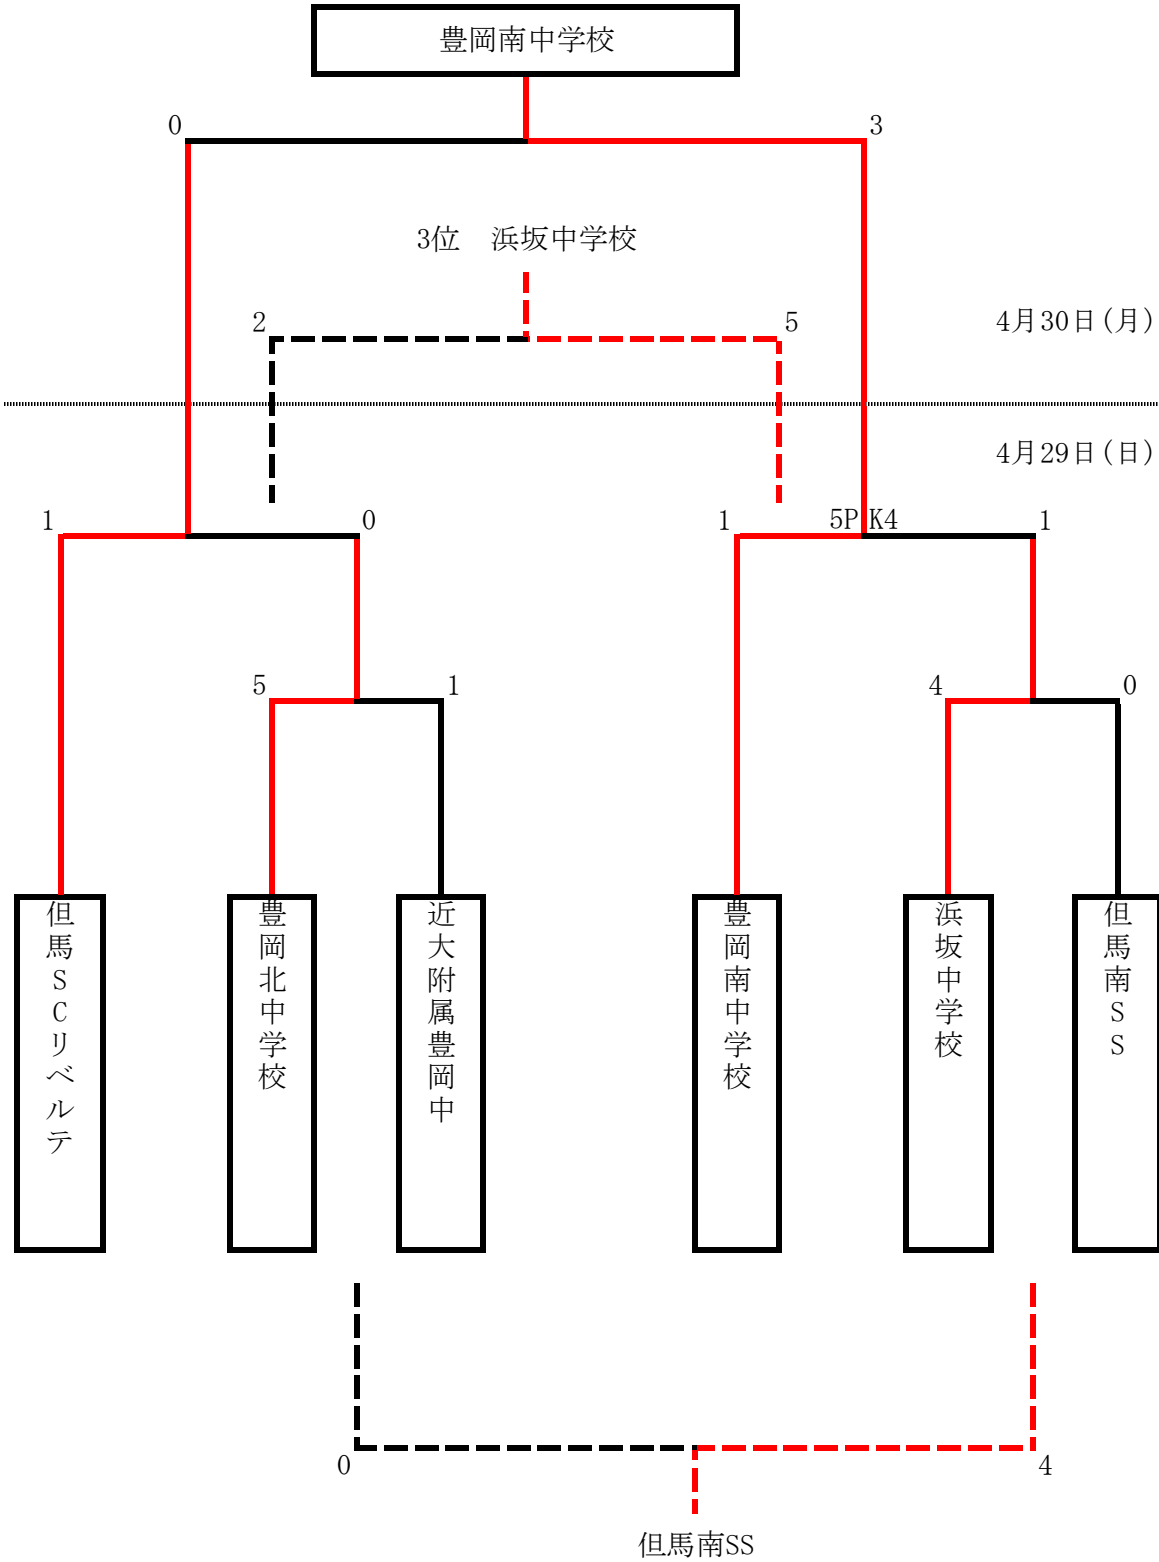 豊岡南中学校
0
3
3位　浜坂中学校
2
5
4月30日(月)
4月29日(日)
1
0
1
5PK4
1
5
1
4
0
但馬SCリベルテ
豊岡北中学校
近大附属豊岡中
豊岡南中学校
浜坂中学校
但馬南SS
0
4
但馬南SS